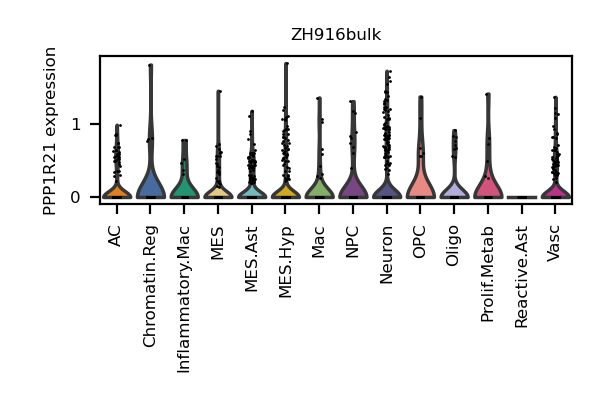 ZH916bulk
PPP1R21 expression
1
0
AC
Chromatin.Reg
Inflammatory.Mac
MES
MES.Ast
MES.Hyp
Mac
NPC
Neuron
OPC
Oligo
Prolif.Metab
Reactive.Ast
Vasc